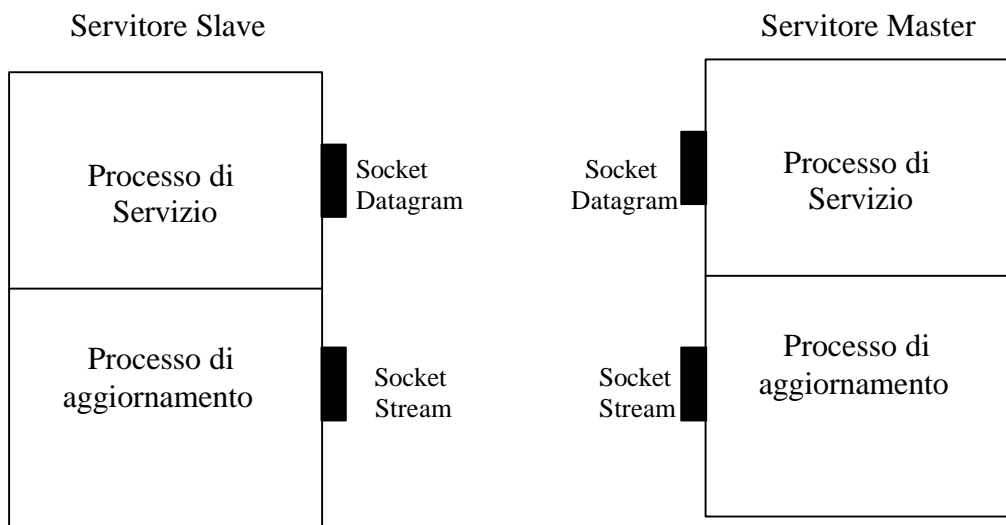 Servitore Slave
Servitore Master
Processo di
Servizio
Socket
Datagram
Socket
Datagram
Processo di
Servizio
Processo di
aggiornamento
Socket
Stream
Socket
Stream
Processo di
aggiornamento